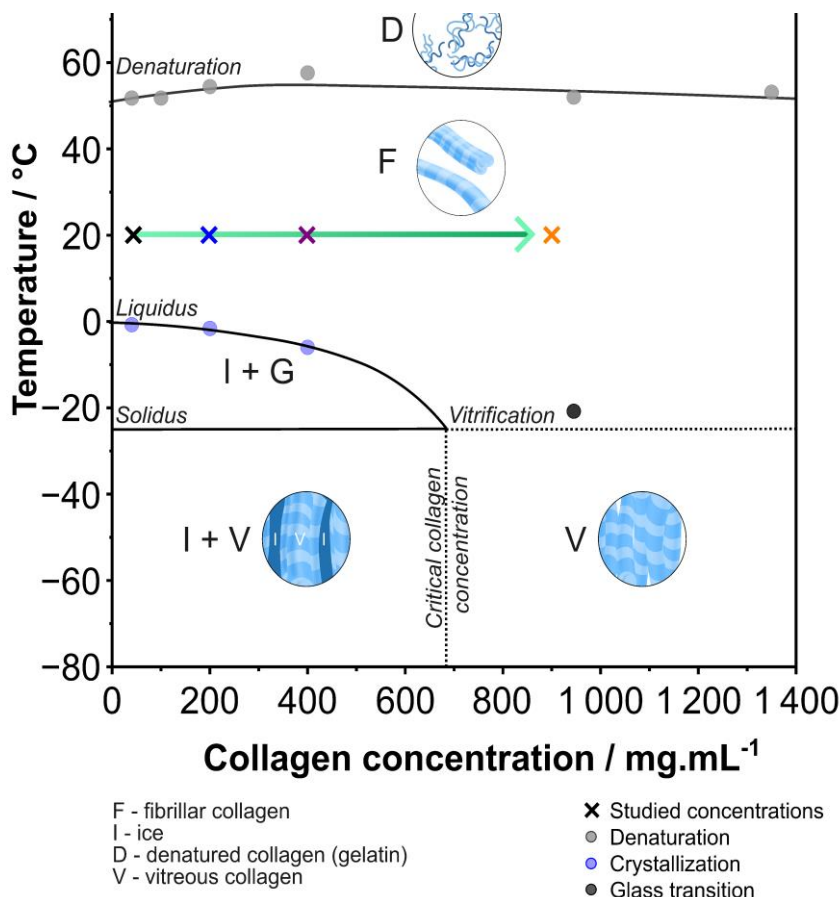 D
60
Denaturation
F
40
20
Liquidus
0
I + G
Solidus
Vitrification
−20
−40
I + V
I V I
Critical collagen
concentration
V
−60
−80
Temperature / °C
0 200 400 600 800 1 000 1 200 1 400
Collagen concentration / mg.mL-1
F - fibrillar collagen
I - ice
D - denatured collagen (gelatin)
V - vitreous collagen
Studied concentrations
Denaturation
Crystallization
Glass transition